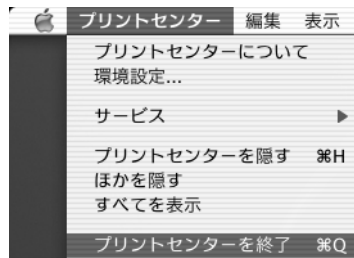 プリントセンター 編集 表示
プリントセンターについて
環境設定...
サービス
プリントセンターを隠す ⌘H
ほかを隠す
すべてを表示
プリントセンターを終了 ⌘Q